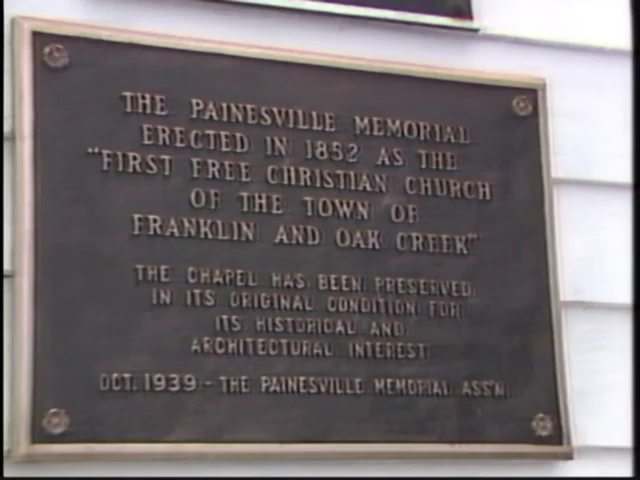 THE PAINESVILLE MEMORIAL
ERECTED IN 1852 AS THE
"FIRST FREE CHRISTIAN CHURCH
OF THE TOWN OF
FRANKLIN AND OAK CREEK"
THE CHAPEL HAS BEEN PRESERVED
IN ITS ORIGINAL CONDITION FOR
ITS HISTORICAL AND
ARCHITECTURAL INTEREST
OCT. 1939 - THE PAINESVILLE MEMORIAL ASS'N.